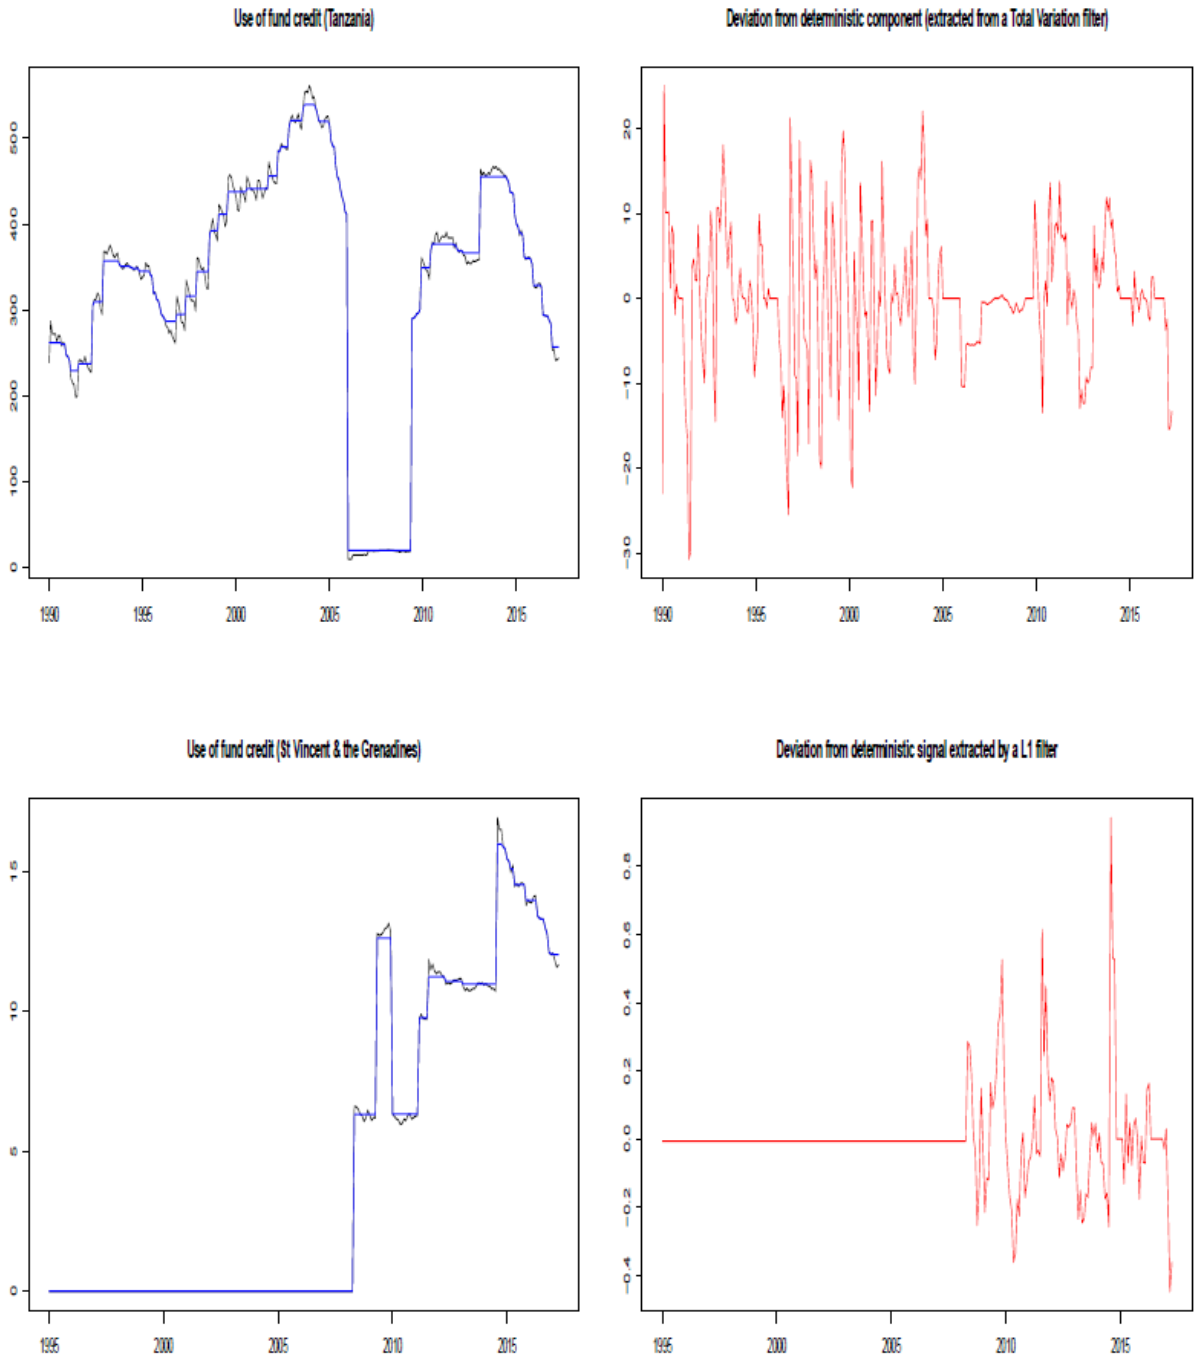 Use of fund credit (Tanzania)
Deviation from deterministic component (extracted from a Total Variation filter)
500
400
300
200
100
0
1990 1995 2000 2005 2010 2015
20
10
0
-10
-20
-30
1990 1995 2000 2005 2010 2015
Use of fund credit (St Vincent & the Grenadines)
Deviation from deterministic signal extracted by a L1 filter
15
10
5
0
1995 2000 2005 2010 2015
0.8
0.6
0.4
0.2
0.0
-0.2
-0.4
1995 2000 2005 2010 2015